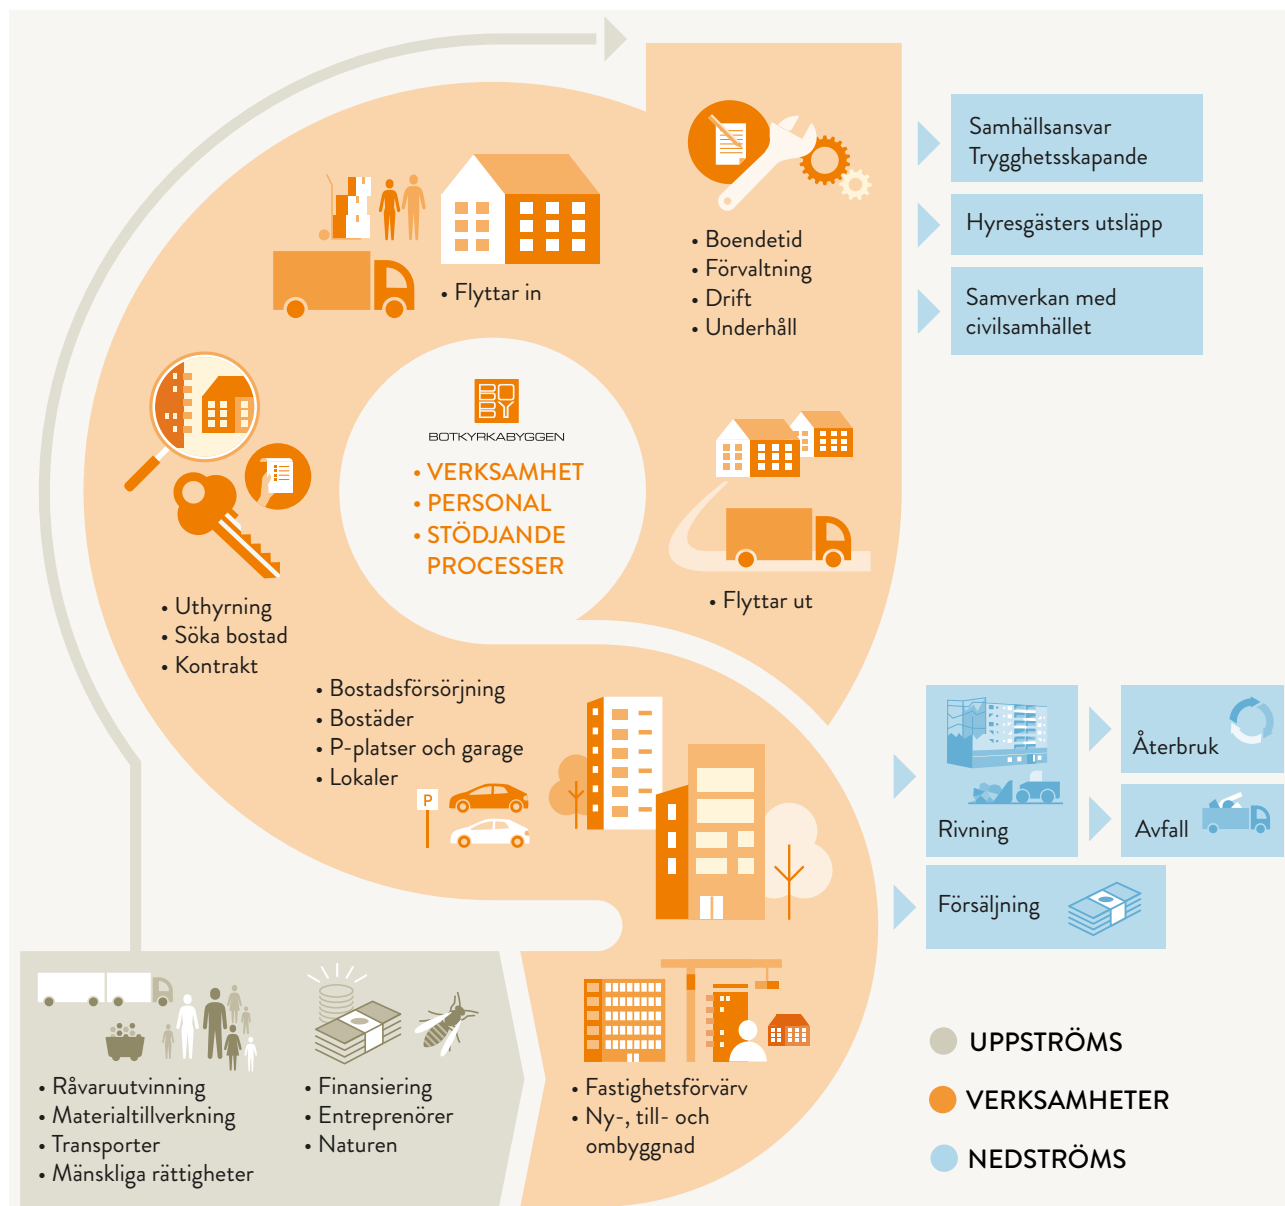 • Flyttar in
• Boendetid
• Förvaltning
• Drift
• Underhåll
Samhällsansvar
Trygghetsskapande
Hyresgästers utsläpp
Samverkan med
civilsamhället
BO
BY
BOTKYRKABYGGEN
• VERKSAMHET
• PERSONAL
• STÖDJANDE
PROCESSER
• Flyttar ut
• Uthyrning
• Söka bostad
• Kontrakt
• Bostadsförsörjning
• Bostäder
• P-platser och garage
• Lokaler
P
Rivning
Återbruk
Avfall
Försäljning
• Råvaruutvinning
• Materialtillverkning
• Transporter
• Mänskliga rättigheter
• Finansiering
• Entreprenörer
• Naturen
• Fastighetsförvärv
• Ny-, till- och
ombyggnad
UPPSTRÖMS
VERKSAMHETER
NEDSTRÖMS